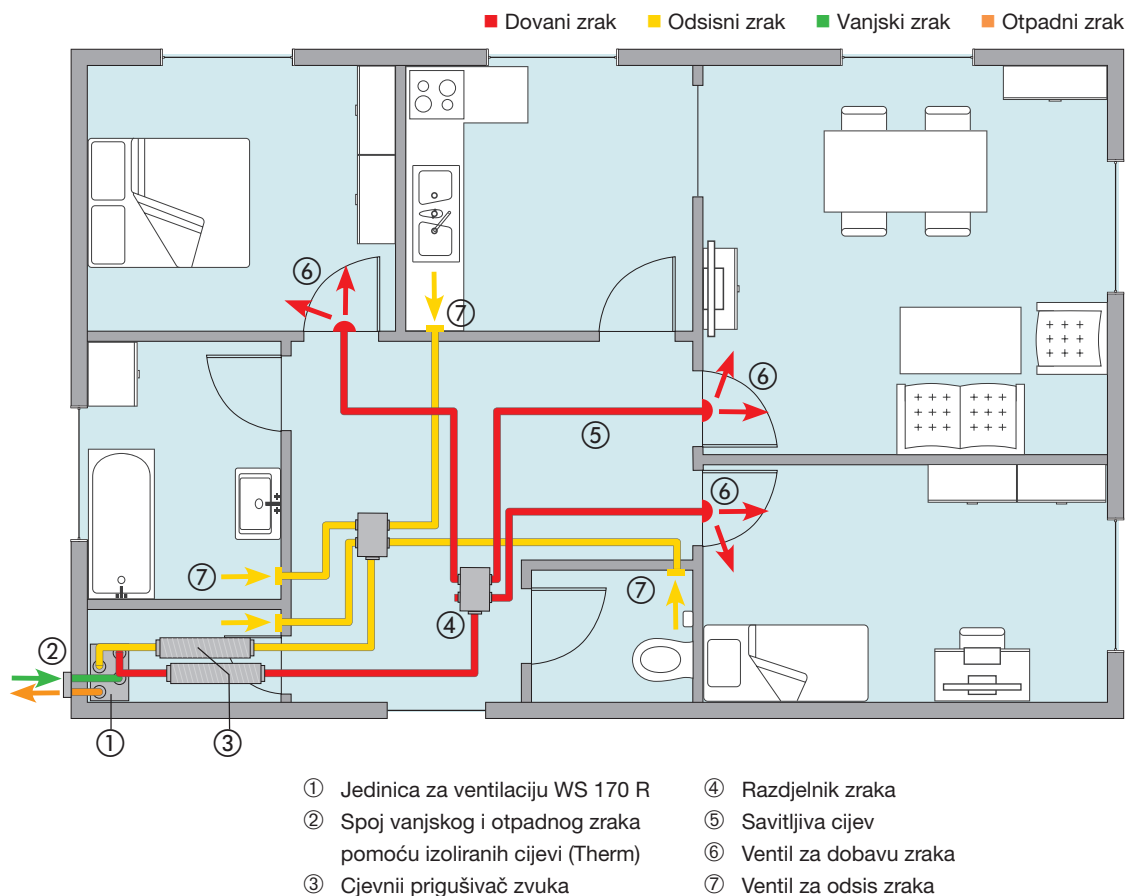 Dovani zrak Odsisni zrak Vanjski zrak Otpadni zrak
⑥
⑦
⑥
⑤
⑥
⑦
⑦
④
②
① ③
① Jedinica za ventilaciju WS 170 R
② Spoj vanjskog i otpadnog zraka
pomoću izoliranih cijevi (Therm)
③ Cjevnii prigušivač zvuka
④ Razdjelnik zraka
⑤ Savitljiva cijev
⑥ Ventil za dobavu zraka
⑦ Ventil za odsis zraka